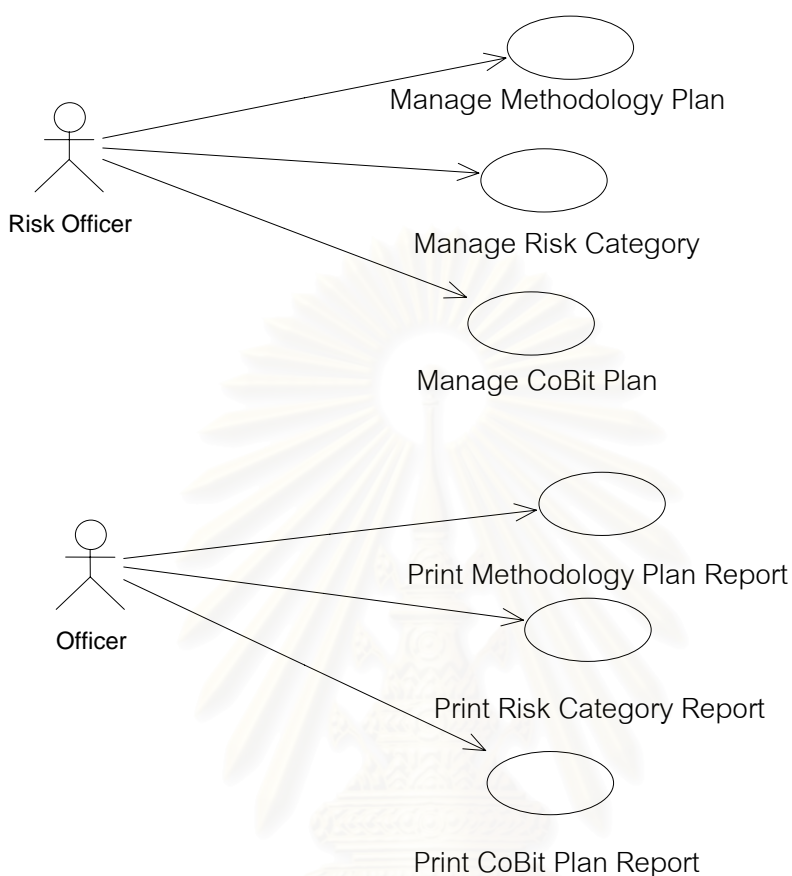 Manage Methodology Plan
Risk Officer
Manage Risk Category
Manage CoBit Plan
Print Methodology Plan Report
Officer
Print Risk Category Report
Print CoBit Plan Report